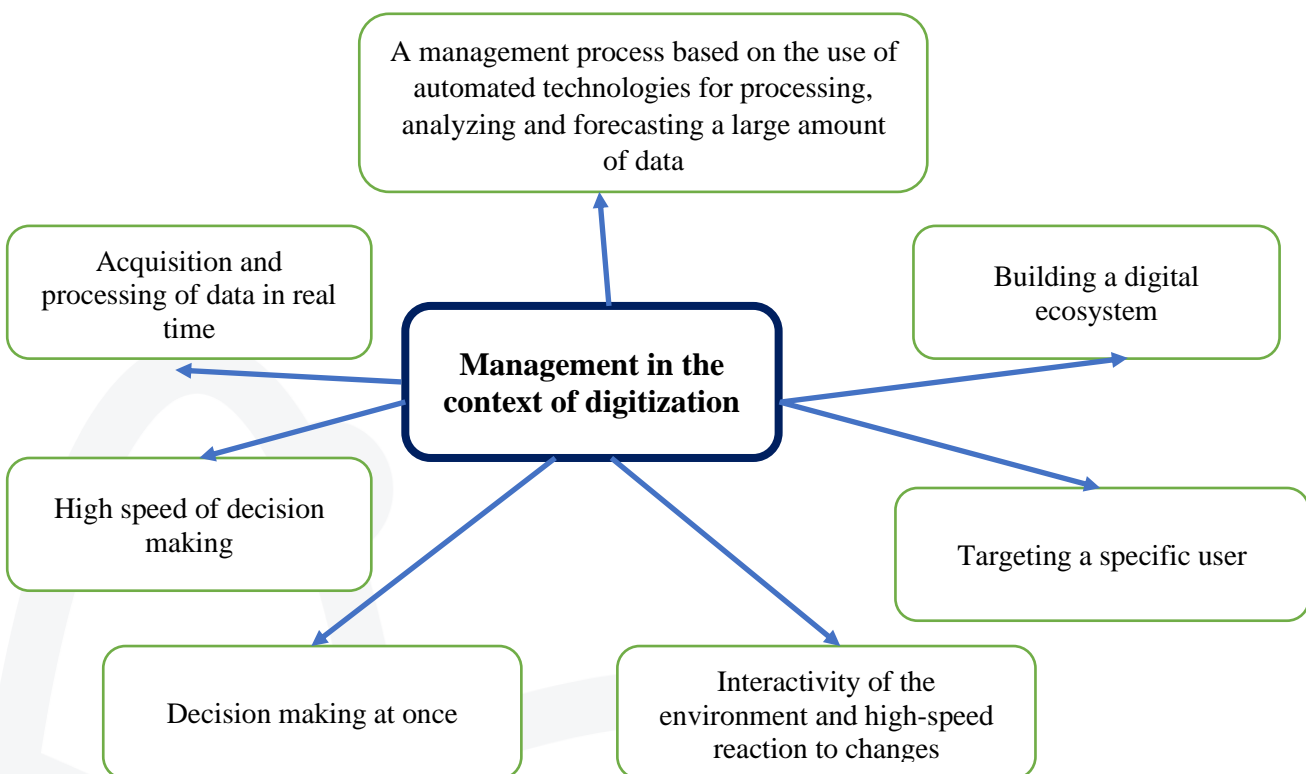 A management process based on the use of
automated technologies for processing,
analyzing and forecasting a large amount
of data
Acquisition and
processing of data in real
time
Building a digital
ecosystem
Management in the
context of digitization
High speed of decision
making
Targeting a specific user
Decision making at once
Interactivity of the
environment and high-speed
reaction to changes